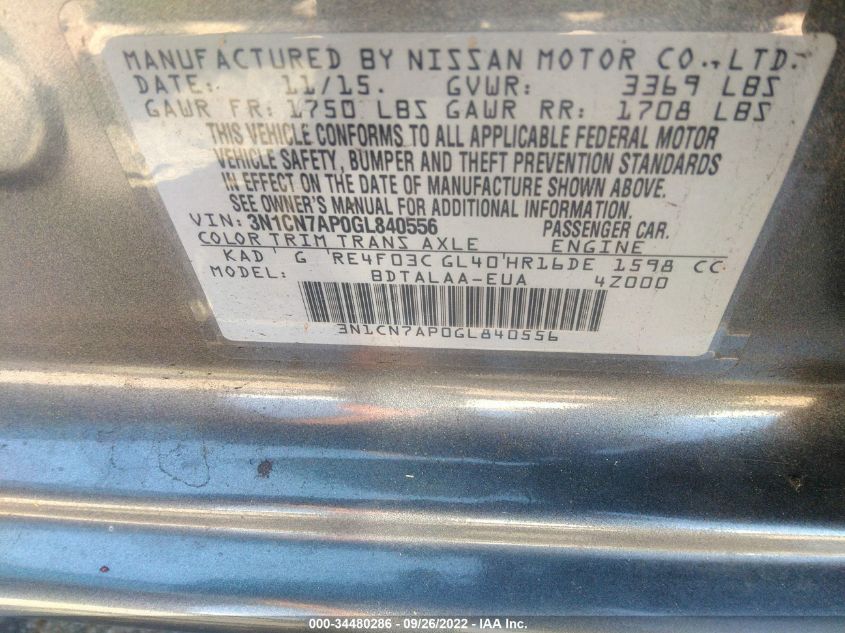 MANUFACTURED BY NISSAN MOTOR CO., LTD.
DATE: 11/15. GVWR: 3369 LBS
GAWR FR: 1750 LBS GAWR RR: 1708 LBS
THIS VEHICLE CONFORMS TO ALL APPLICABLE FEDERAL MOTOR
VEHICLE SAFETY, BUMPER AND THEFT PREVENTION STANDARDS
IN EFFECT ON THE DATE OF MANUFACTURE SHOWN ABOVE.
SEE OWNER'S MANUAL FOR ADDITIONAL INFORMATION.
VIN: 3N1CN7AP0GL840556 PASSENGER CAR.
COLOR TRIM TRANS AXLE ENGINE
KAD G RE4F03C GL40 HR16DE 1598 CC
MODEL: BDTALAA-EUA 4Z000
3N1CN7AP0GL840556
000-34480286 - 09/26/2022 - IAA Inc.